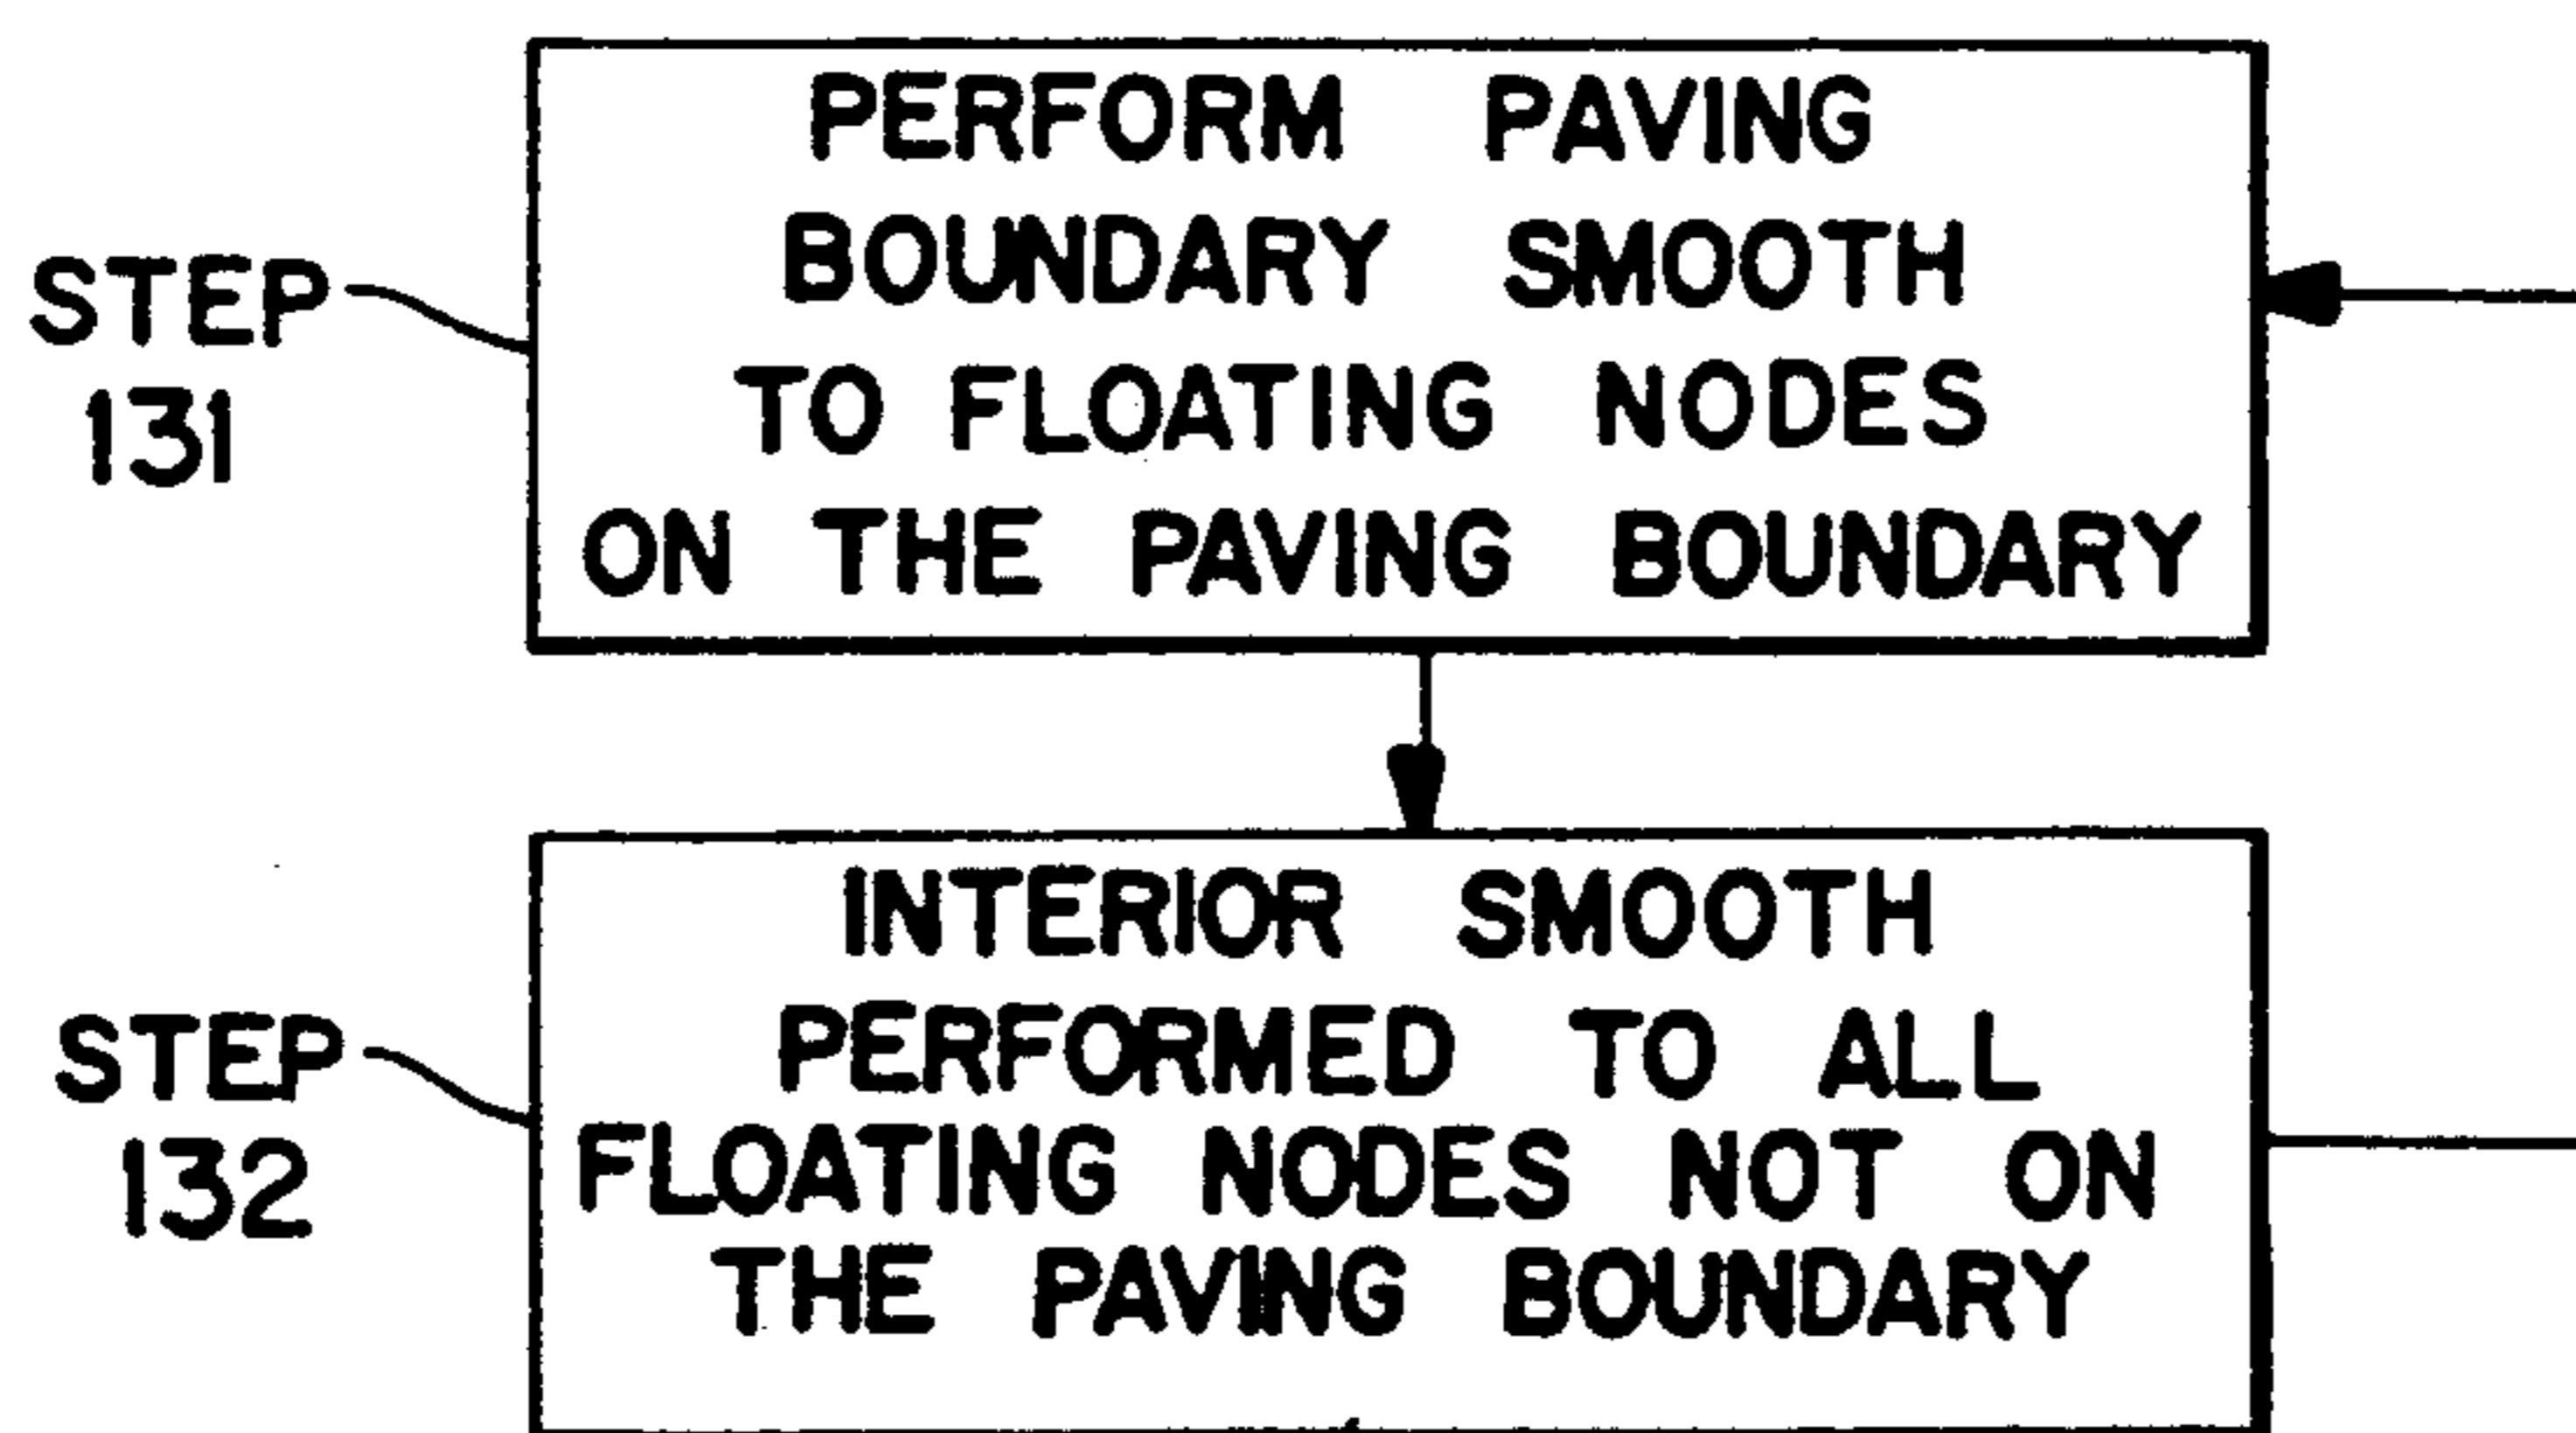 PERFORM PAVING
BOUNDARY SMOOTH
TO FLOATING NODES
ON THE PAVING BOUNDARY
STEP
131
INTERIOR SMOOTH
PERFORMED TO ALL
FLOATING NODES NOT ON
THE PAVING BOUNDARY
STEP
132